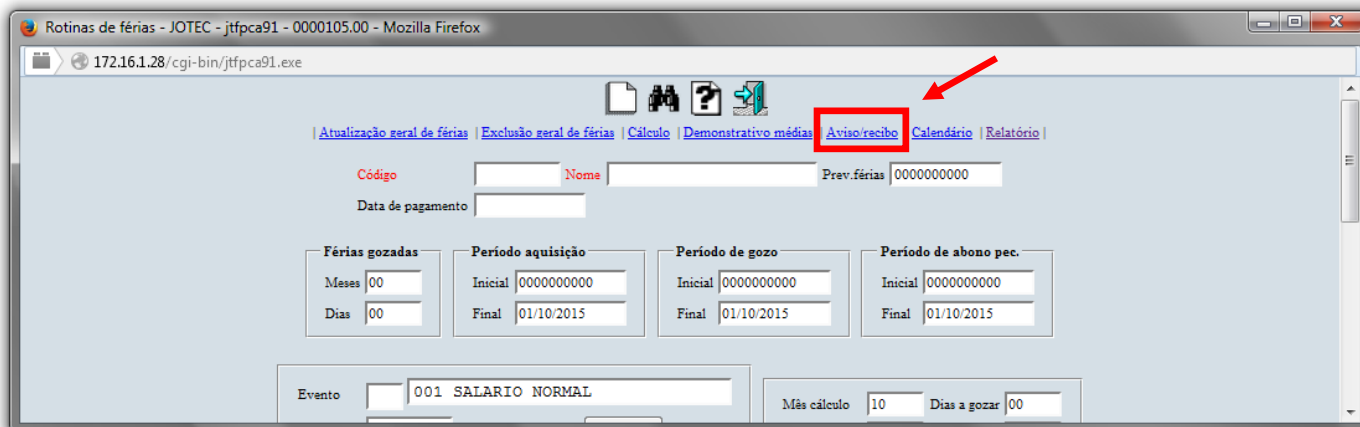 Rotinas de férias - JOTEC - jtfpca91 - 0000105.00 - Mozilla Firefox
172.16.1.28/cgi-bin/jtfpca91.exe
| Atualização geral de férias | Exclusão geral de férias | Cálculo | Demonstrativo médias | Aviso/recibo | Calendário | Relatório |
Código Nome Prev.férias 0000000000
Data de pagamento
Férias gozadas Período aquisição Período de gozo Período de abono pec.
Meses 00 Inicial 0000000000 Inicial 0000000000 Inicial 0000000000
Dias 00 Final 01/10/2015 Final 01/10/2015 Final 01/10/2015
Evento 001 SALARIO NORMAL
Mês cálculo 10 Dias a gozar 00